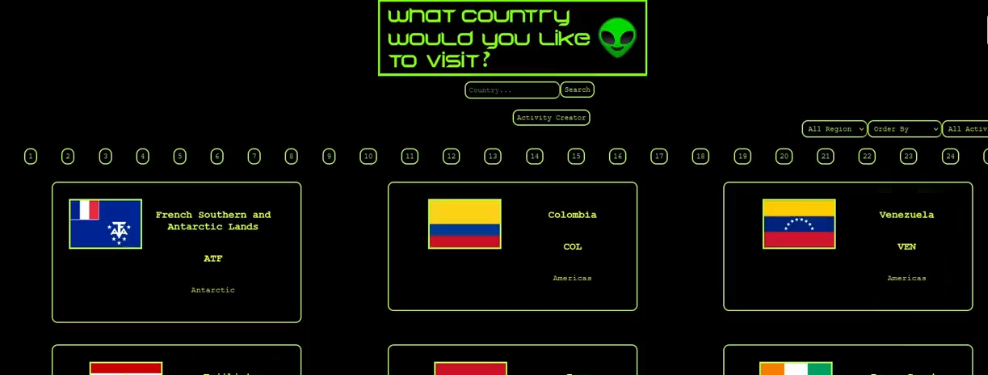 WHAT COUNTRY
WOULD YOU LIKE
TO VISIT?
Country... Search
Activity Creator
All Region Order By All Activ
1 2 3 4 5 6 7 8 9 10 11 12 13 14 15 16 17 18 19 20 21 22 23 24
French Southern and
Antarctic Lands
ATF
Antarctic
Colombia
COL
Americas
Venezuela
VEN
Americas